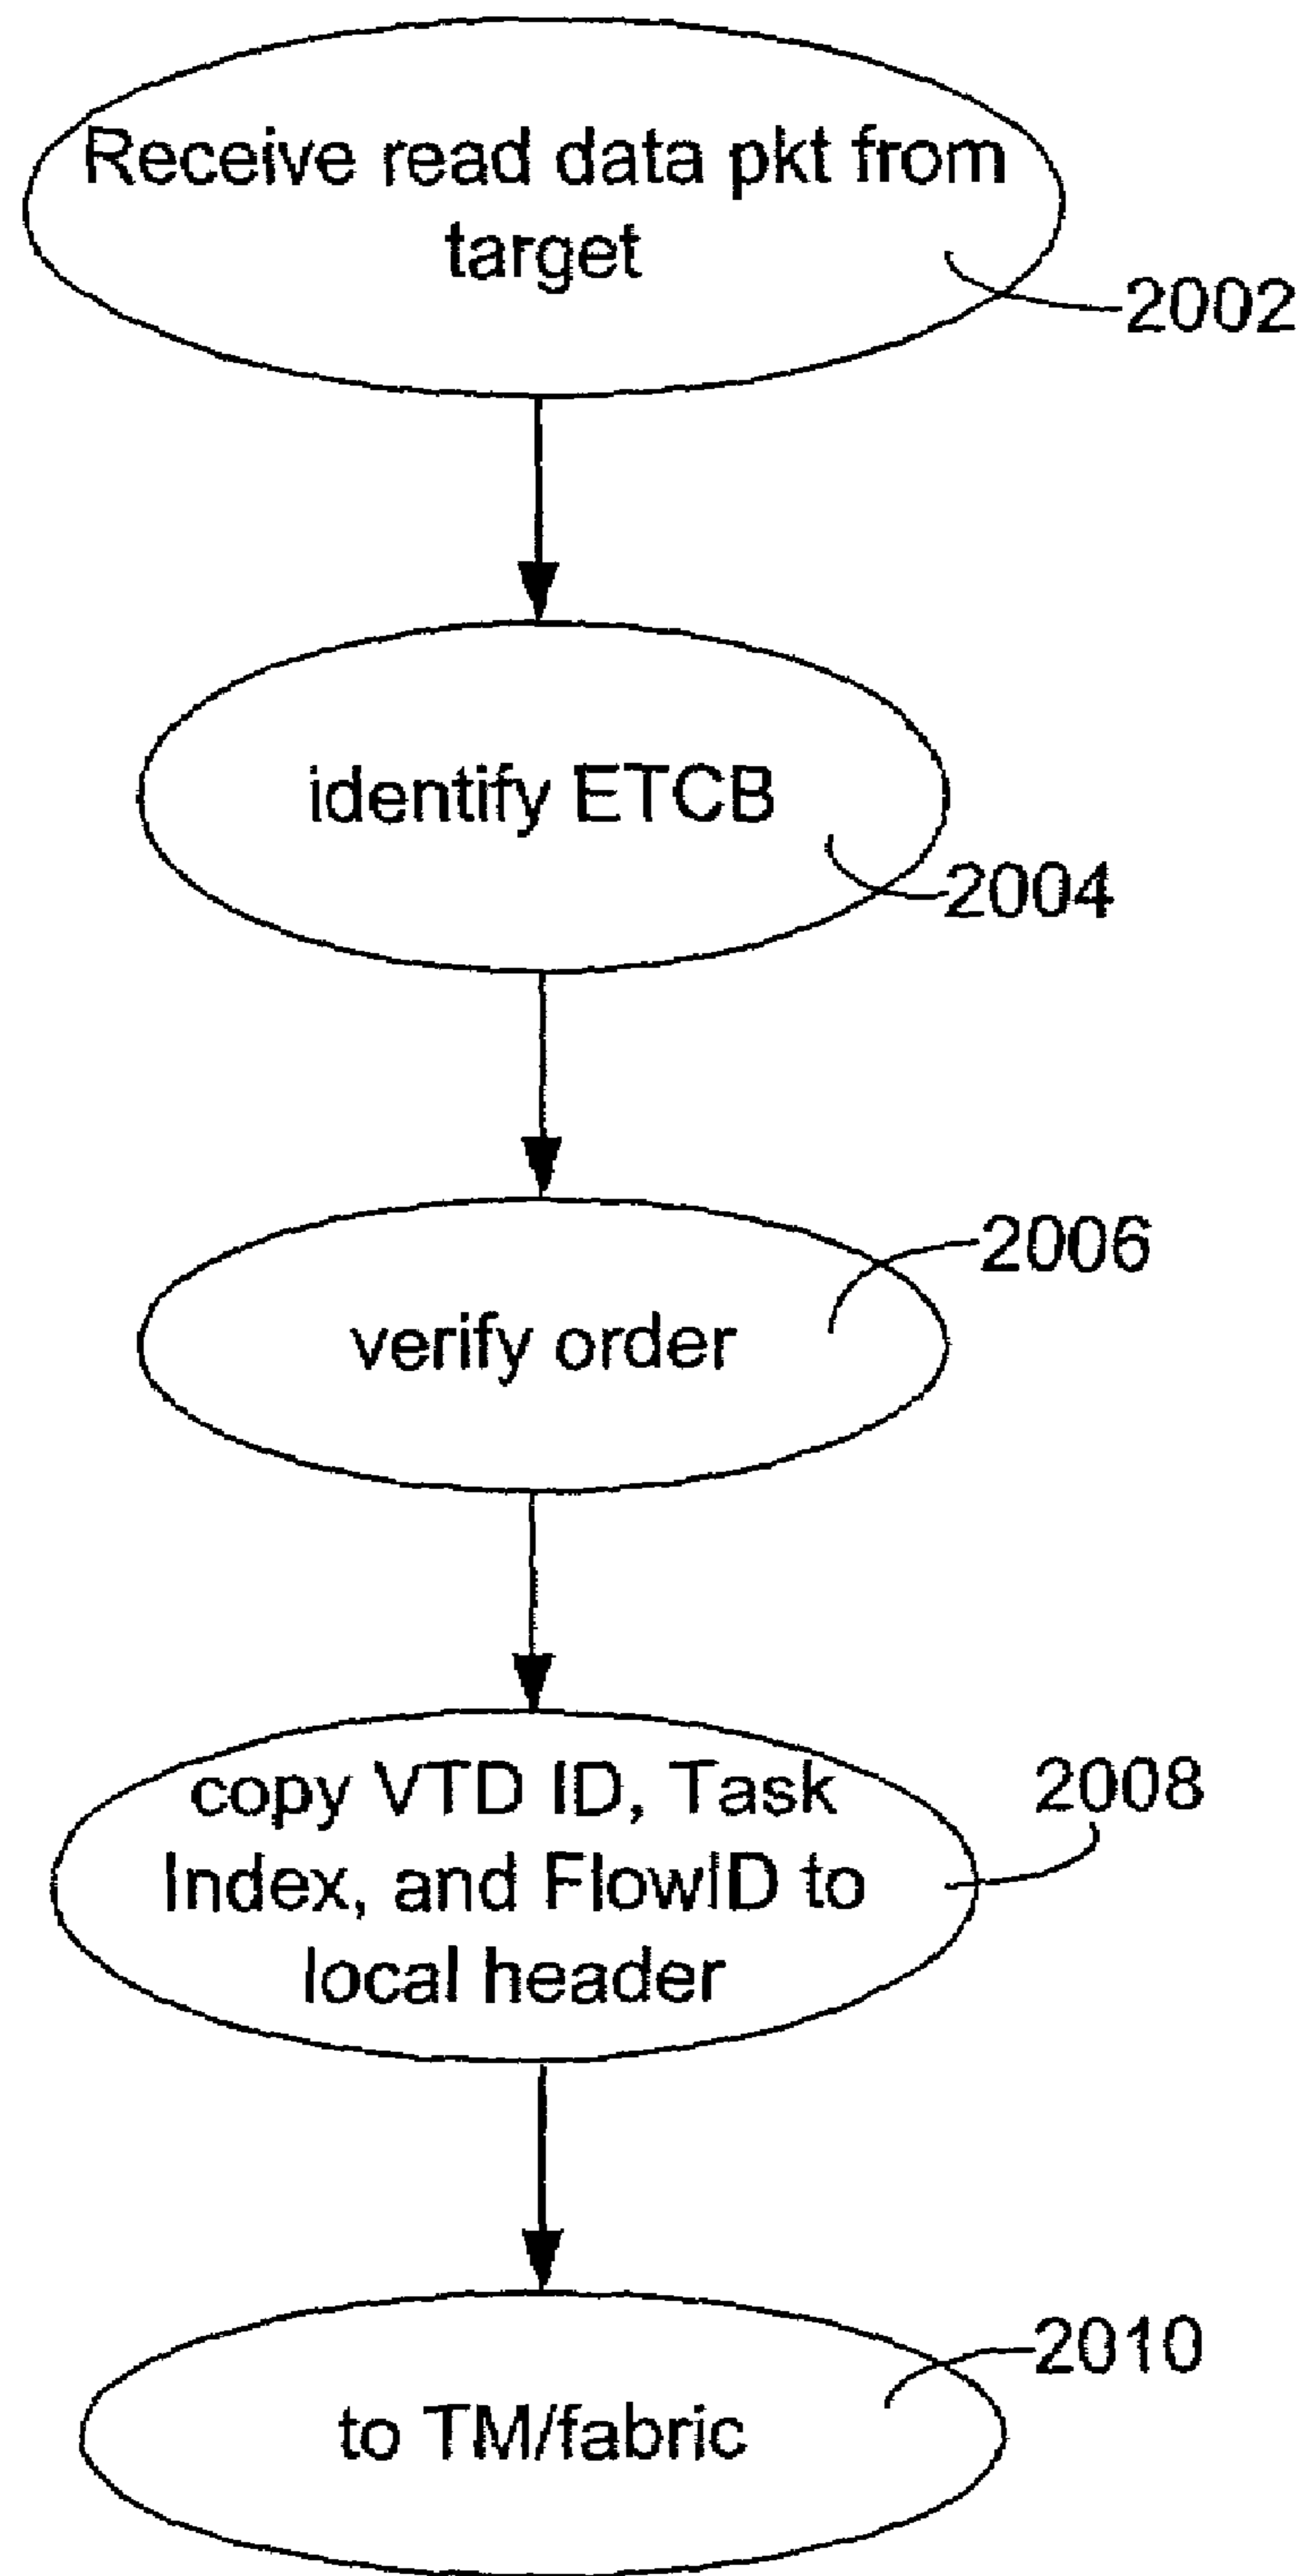 Receive read data pkt from
target
2002
identify ETCB
2004
2006
verify order
copy VTD ID, Task
Index, and FlowID to
local header
2008
2010
to TM/fabric